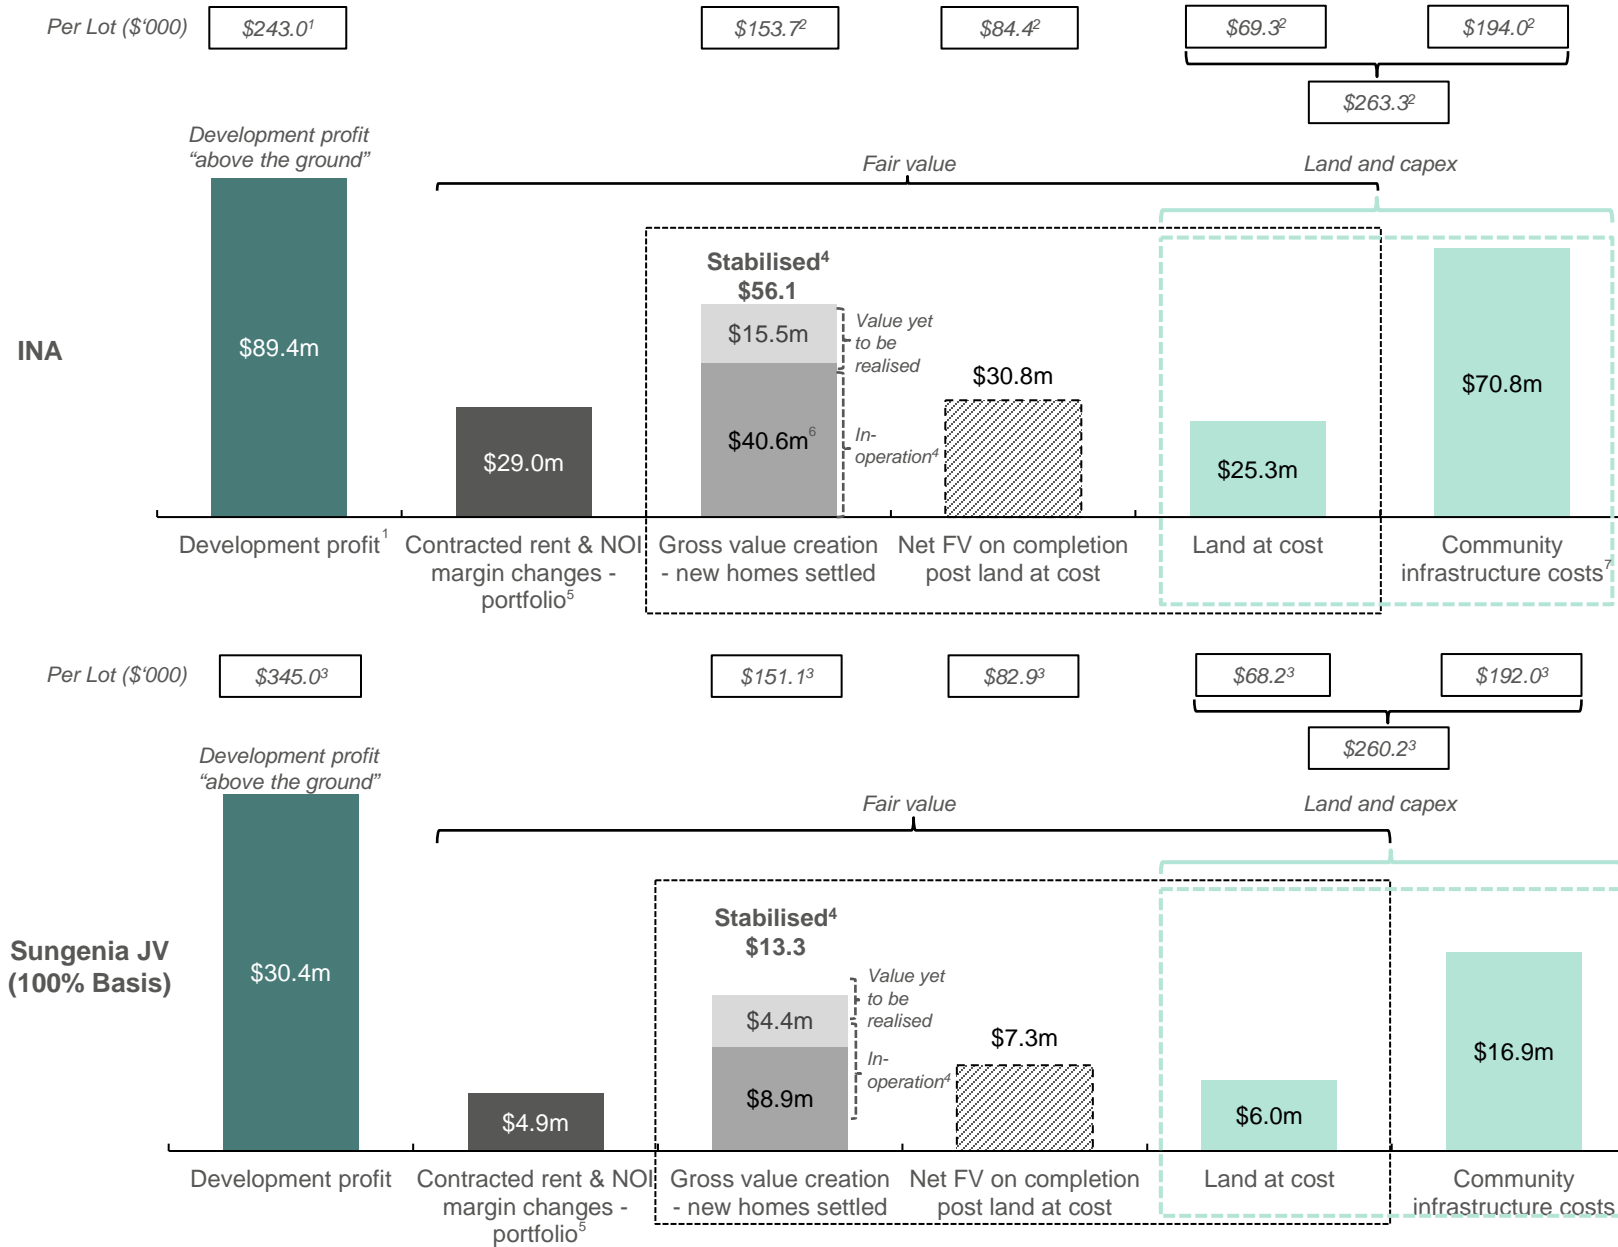 Per Lot ($'000)
$243.0¹
$153.7²
$84.4²
$69.3²
$194.0²
$263.3²
Development profit
“above the ground”
Fair value
Land and capex
INA
Stabilised⁴
$56.1
$89.4m
$29.0m
$15.5m
$40.6m⁶
Value yet
to be
realised
In-
operation⁴
$30.8m
$25.3m
$70.8m
Development profit¹
Contracted rent & NOI
margin changes -
portfolio⁵
Gross value creation
- new homes settled
Net FV on completion
post land at cost
Land at cost
Community
infrastructure costs⁷
Per Lot ($'000)
$345.0³
$151.1³
$82.9³
$68.2³
$192.0³
$260.2³
Development profit
“above the ground”
Fair value
Land and capex
Sungenia JV
(100% Basis)
Stabilised⁴
$13.3
$30.4m
$4.9m
$4.4m
$8.9m
Value yet
to be
realised
In-
operation⁴
$7.3m
$6.0m
$16.9m
Development profit
Contracted rent & NOI
margin changes -
portfolio⁵
Gross value creation
- new homes settled
Net FV on completion
post land at cost
Land at cost
Community
infrastructure costs